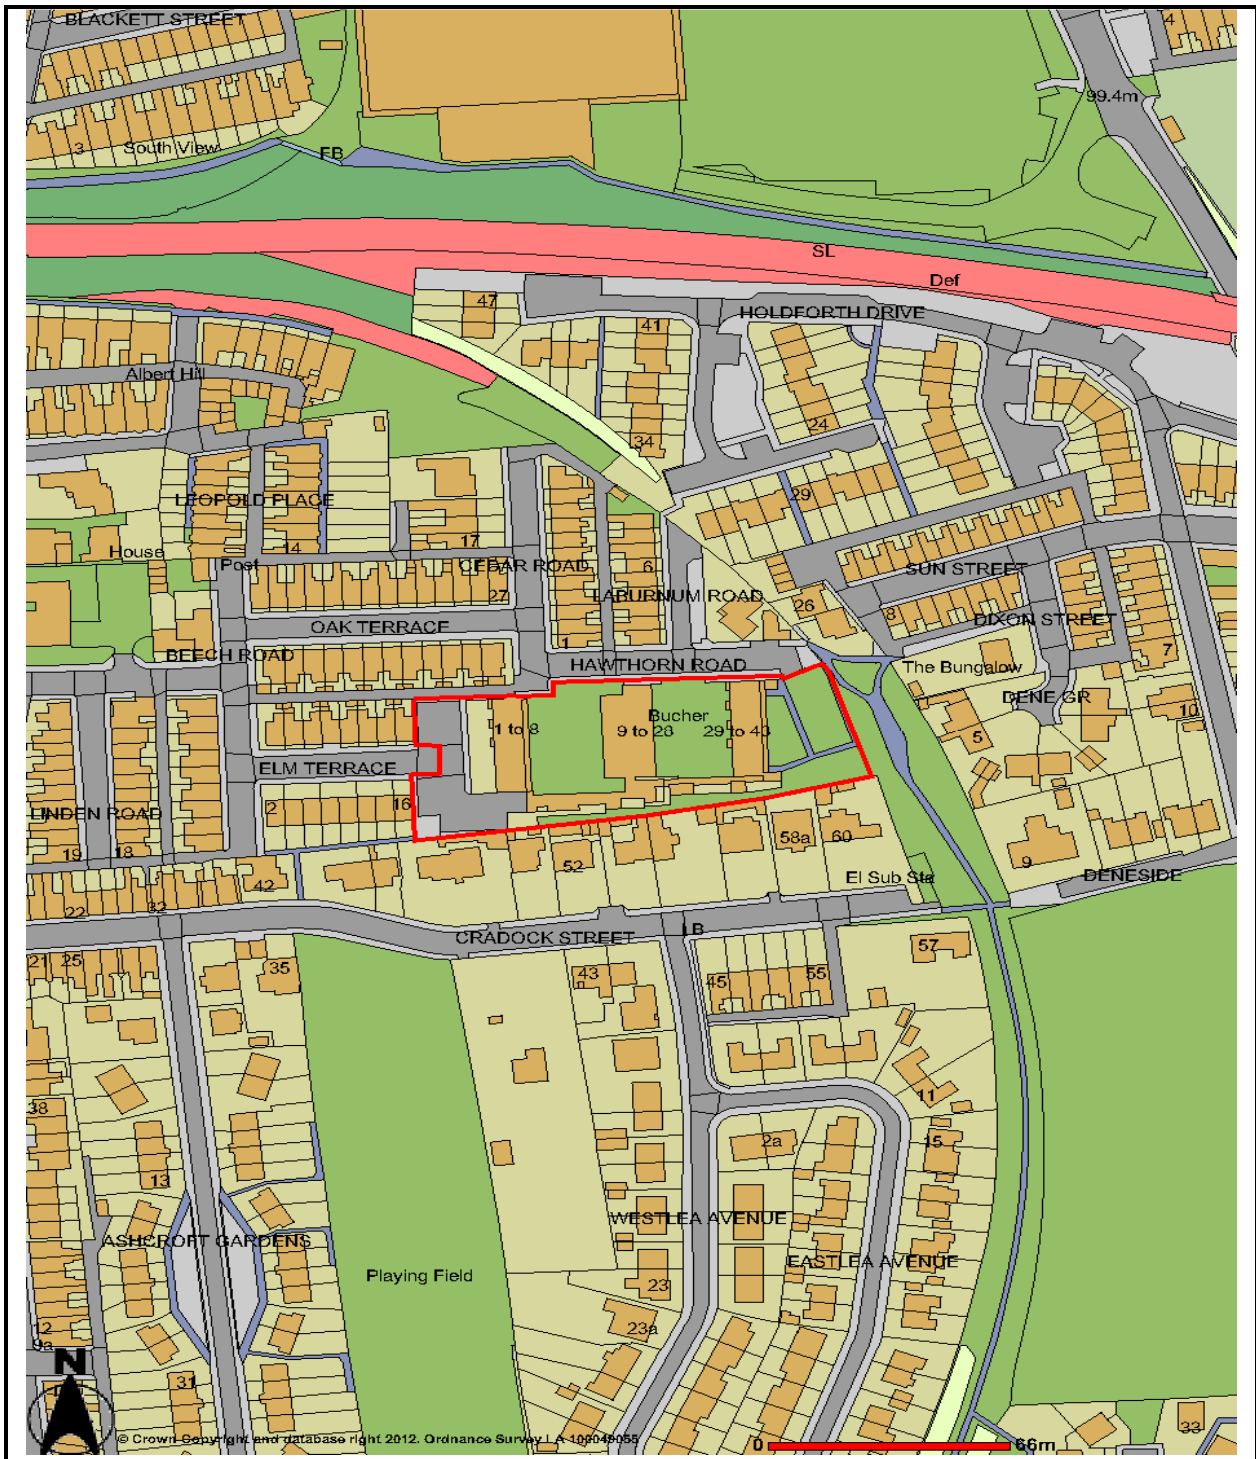 BLACKETT STREET
4
99.4m
3
South View
FB
SL
Def
47
HOLDFORTH DRIVE
41
Albert Hill
24
34
LEOPOLD PLACE
29
House
14
Post
17
CEDAR ROAD
6
SUN STREET
27
LABURNUM ROAD
26
8
DIXON STREET
OAK TERRACE
1
BEECH ROAD
HAWTHORN ROAD
The Bungalow
7
DENE GR
10
Bucher
1 to 8
9 to 28
29 to 43
5
ELM TERRACE
2
16
LINDEN ROAD
58a
60
19
18
52
9
El Sub Sta
DENESIDE
42
22
32
CRADOCK STREET
LB
57
21
25
35
43
45
55
38
11
2a
15
13
WESTLEA AVENUE
ASHCROFT GARDENS
EASTLEA AVENUE
Playing Field
23
12
23a
9a
N
31
33
© Crown Copyright and database right 2012. Ordnance Survey LA 100049055
0
66m